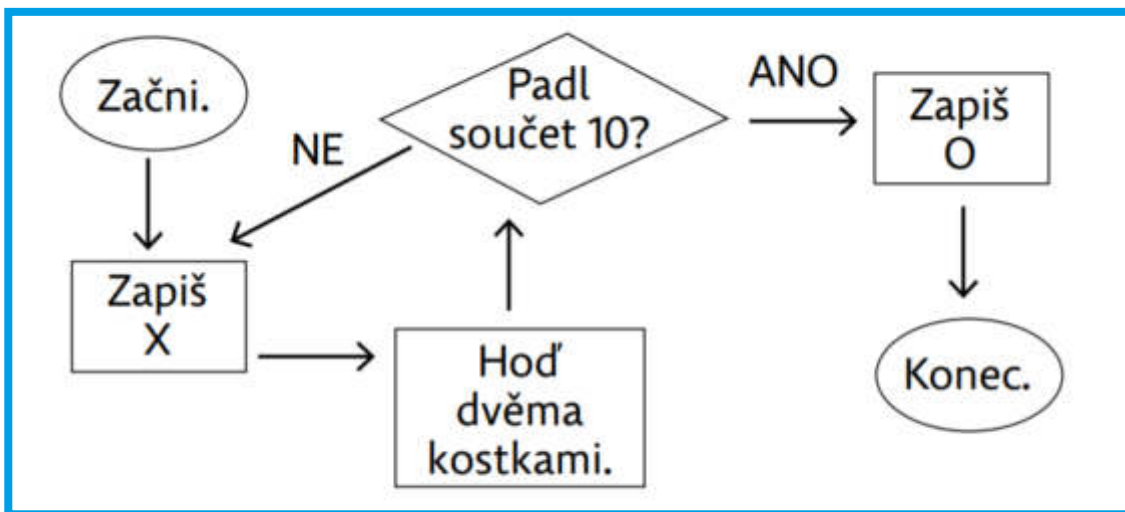 Začni.
NE
Padl
součet 10?
ANO
Zapiš
O
Zapiš
X
Hoď
dvěma
kostkami.
Konec.